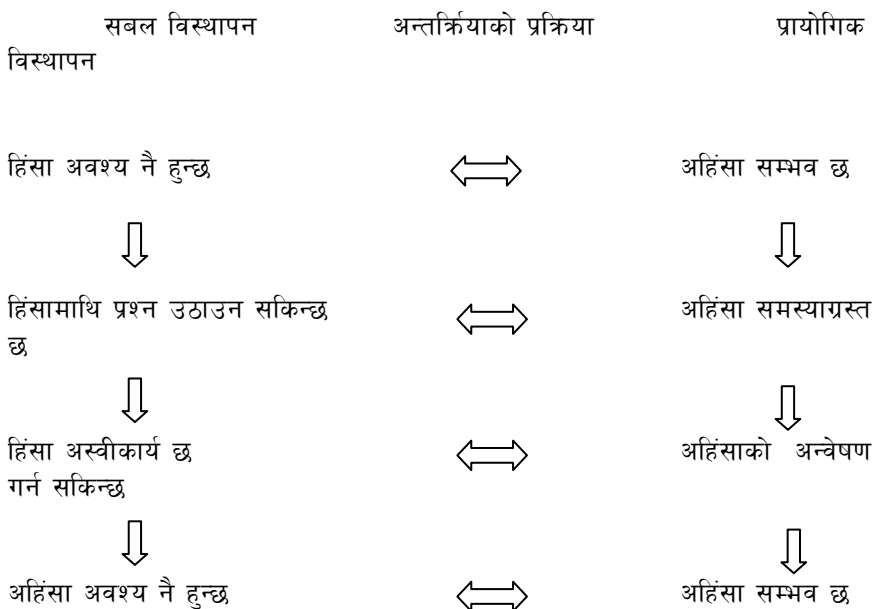 सबल विस्थापन अन्तर्क्रियाको प्रक्रिया प्रायोगिक
विस्थापन
हिंसा अवश्य नै हुन्छ अहिंसा सम्भव छ
हिंसामाथि प्रश्न उठाउन सकिन्छ अहिंसा समस्याग्रस्त
छ
हिंसा अस्वीकार्य छ अहिंसाको अन्वेषण
गर्न सकिन्छ
अहिंसा अवश्य नै हुन्छ अहिंसा सम्भव छ